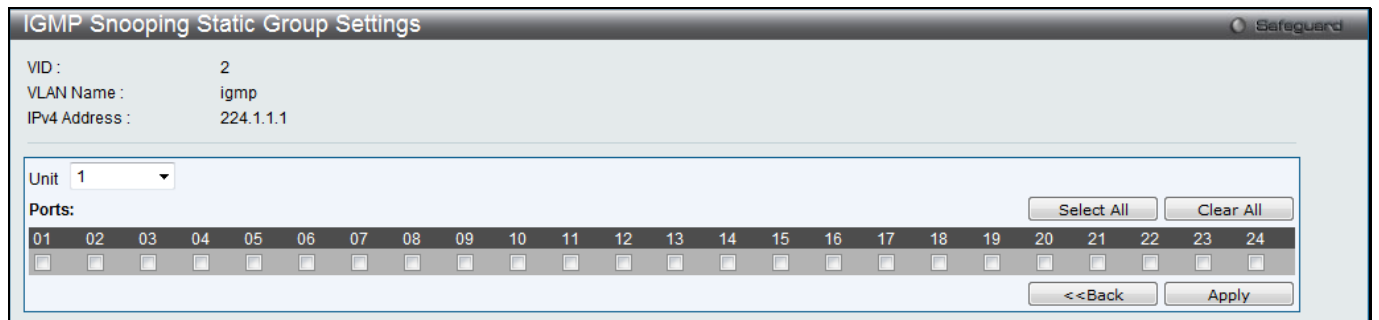 IGMP Snooping Static Group Settings Safeguard
VID : 2
VLAN Name : igmp
IPv4 Address : 224.1.1.1
Unit 1
Ports: Select All Clear All
01 02 03 04 05 06 07 08 09 10 11 12 13 14 15 16 17 18 19 20 21 22 23 24
<<Back Apply